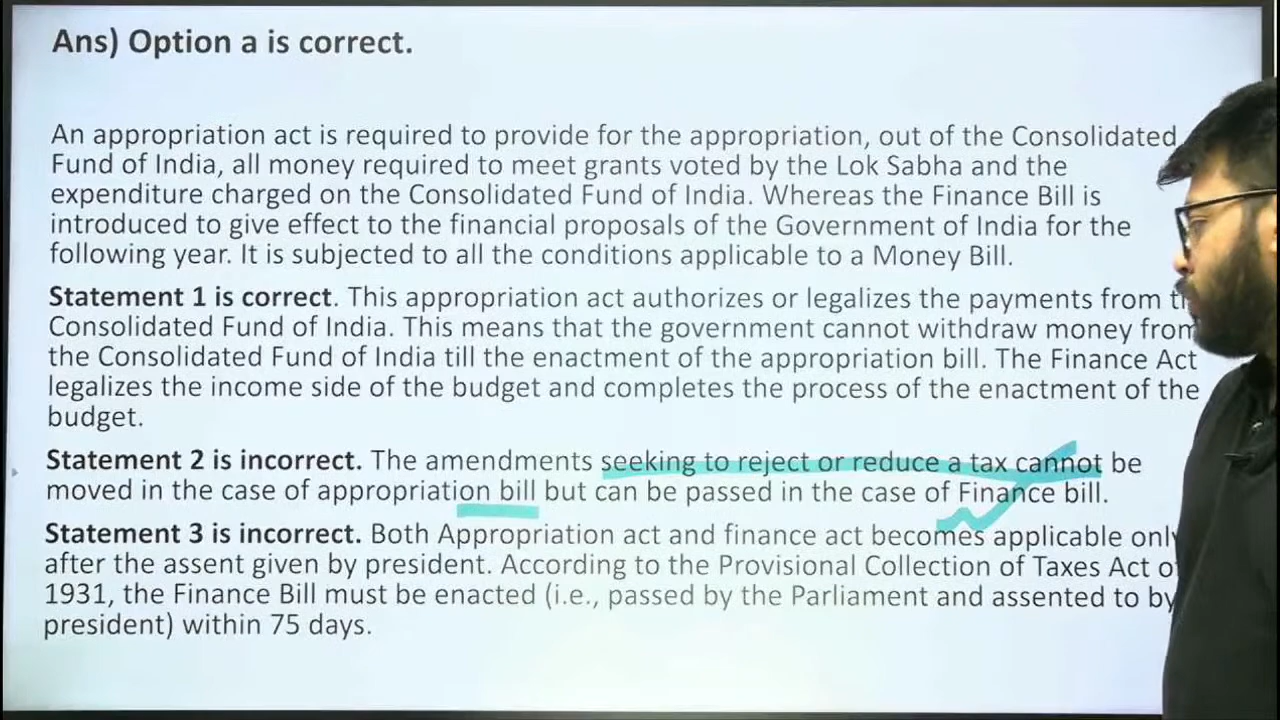 Ans) Option a is correct.
An appropriation act is required to provide for the appropriation, out of the Consolidated
Fund of India, all money required to meet grants voted by the Lok Sabha and the
expenditure charged on the Consolidated Fund of India. Whereas the Finance Bill is
introduced to give effect to the financial proposals of the Government of India for the
following year. It is subjected to all the conditions applicable to a Money Bill.
Statement 1 is correct. This appropriation act authorizes or legalizes the payments from
Consolidated Fund of India. This means that the government cannot withdraw money from
the Consolidated Fund of India till the enactment of the appropriation bill. The Finance Act
legalizes the income side of the budget and completes the process of the enactment of the
budget.
Statement 2 is incorrect. The amendments seeking to reject or reduce a tax cannot be
moved in the case of appropriation bill but can be passed in the case of Finance bill.
Statement 3 is incorrect. Both Appropriation act and finance act becomes applicable only
after the assent given by president. According to the Provisional Collection of Taxes Act
1931, the Finance Bill must be enacted (i.e., passed by the Parliament and assented to by
president) within 75 days.